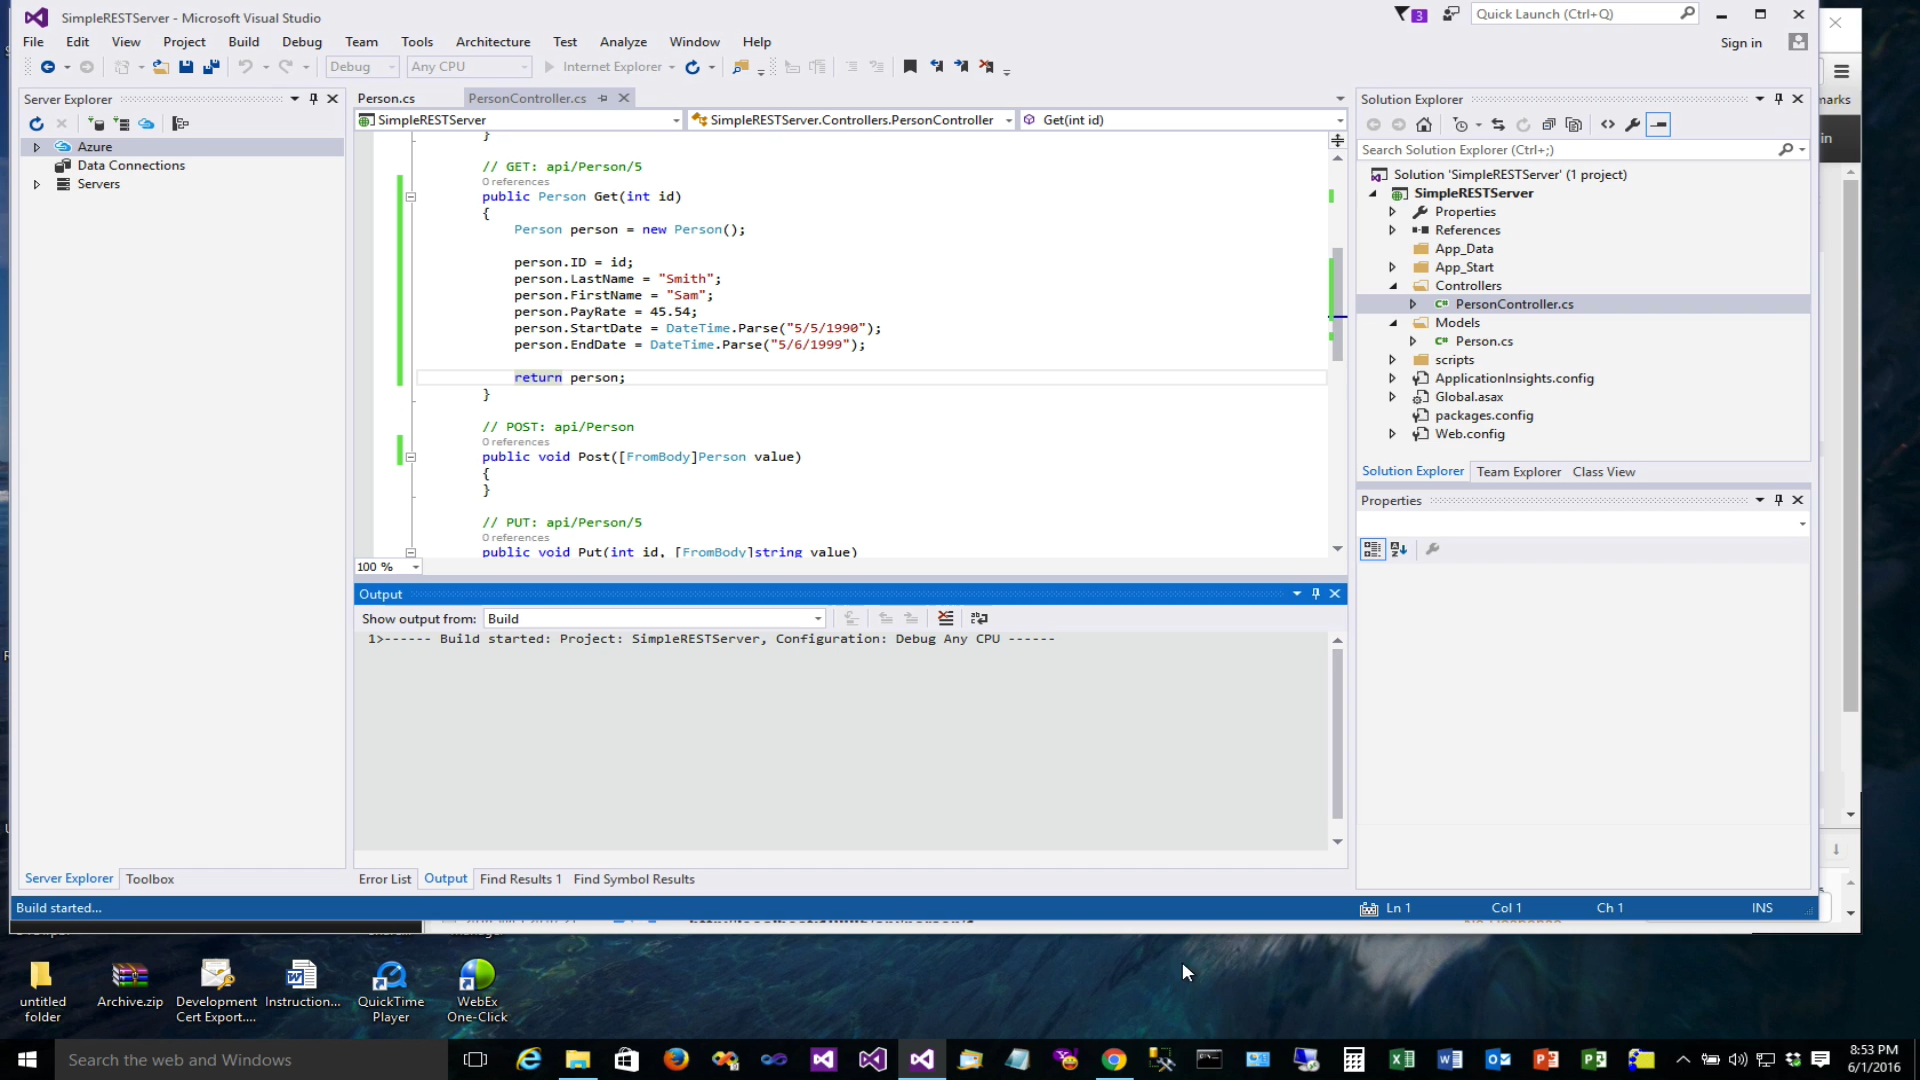 SimpleRESTServer - Microsoft Visual Studio
3
Quick Launch (Ctrl+Q)
File Edit View Project Build Debug Team Tools Architecture Test Analyze Window Help
Sign in
Debug Any CPU Internet Explorer
Server Explorer
Azure
Data Connections
Servers
Person.cs PersonController.cs
SimpleRESTServer SimpleRESTServer.Controllers.PersonController Get(int id)
}
// GET: api/Person/5
0 references
public Person Get(int id)
{
Person person = new Person();
person.ID = id;
person.LastName = "Smith";
person.FirstName = "Sam";
person.PayRate = 45.54;
person.StartDate = DateTime.Parse("5/5/1990");
person.EndDate = DateTime.Parse("5/6/1999");
return person;
}
// POST: api/Person
0 references
public void Post([FromBody]Person value)
{
}
// PUT: api/Person/5
0 references
public void Put(int id, [FromBody]string value)
100 %
Output
Show output from: Build
1>------ Build started: Project: SimpleRESTServer, Configuration: Debug Any CPU ------
Error List Output Find Results 1 Find Symbol Results
Server Explorer Toolbox
Solution Explorer
Search Solution Explorer (Ctrl+;)
Solution 'SimpleRESTServer' (1 project)
SimpleRESTServer
Properties
References
App_Data
App_Start
Controllers
C# PersonController.cs
Models
C# Person.cs
scripts
ApplicationInsights.config
Global.asax
packages.config
Web.config
Solution Explorer Team Explorer Class View
Properties
Build started...
Ln 1 Col 1 Ch 1 INS
marks
in
untitled folder
Archive.zip
Development Cert Export....
Instruction...
QuickTime Player
WebEx One-Click
Search the web and Windows
8:53 PM
6/1/2016